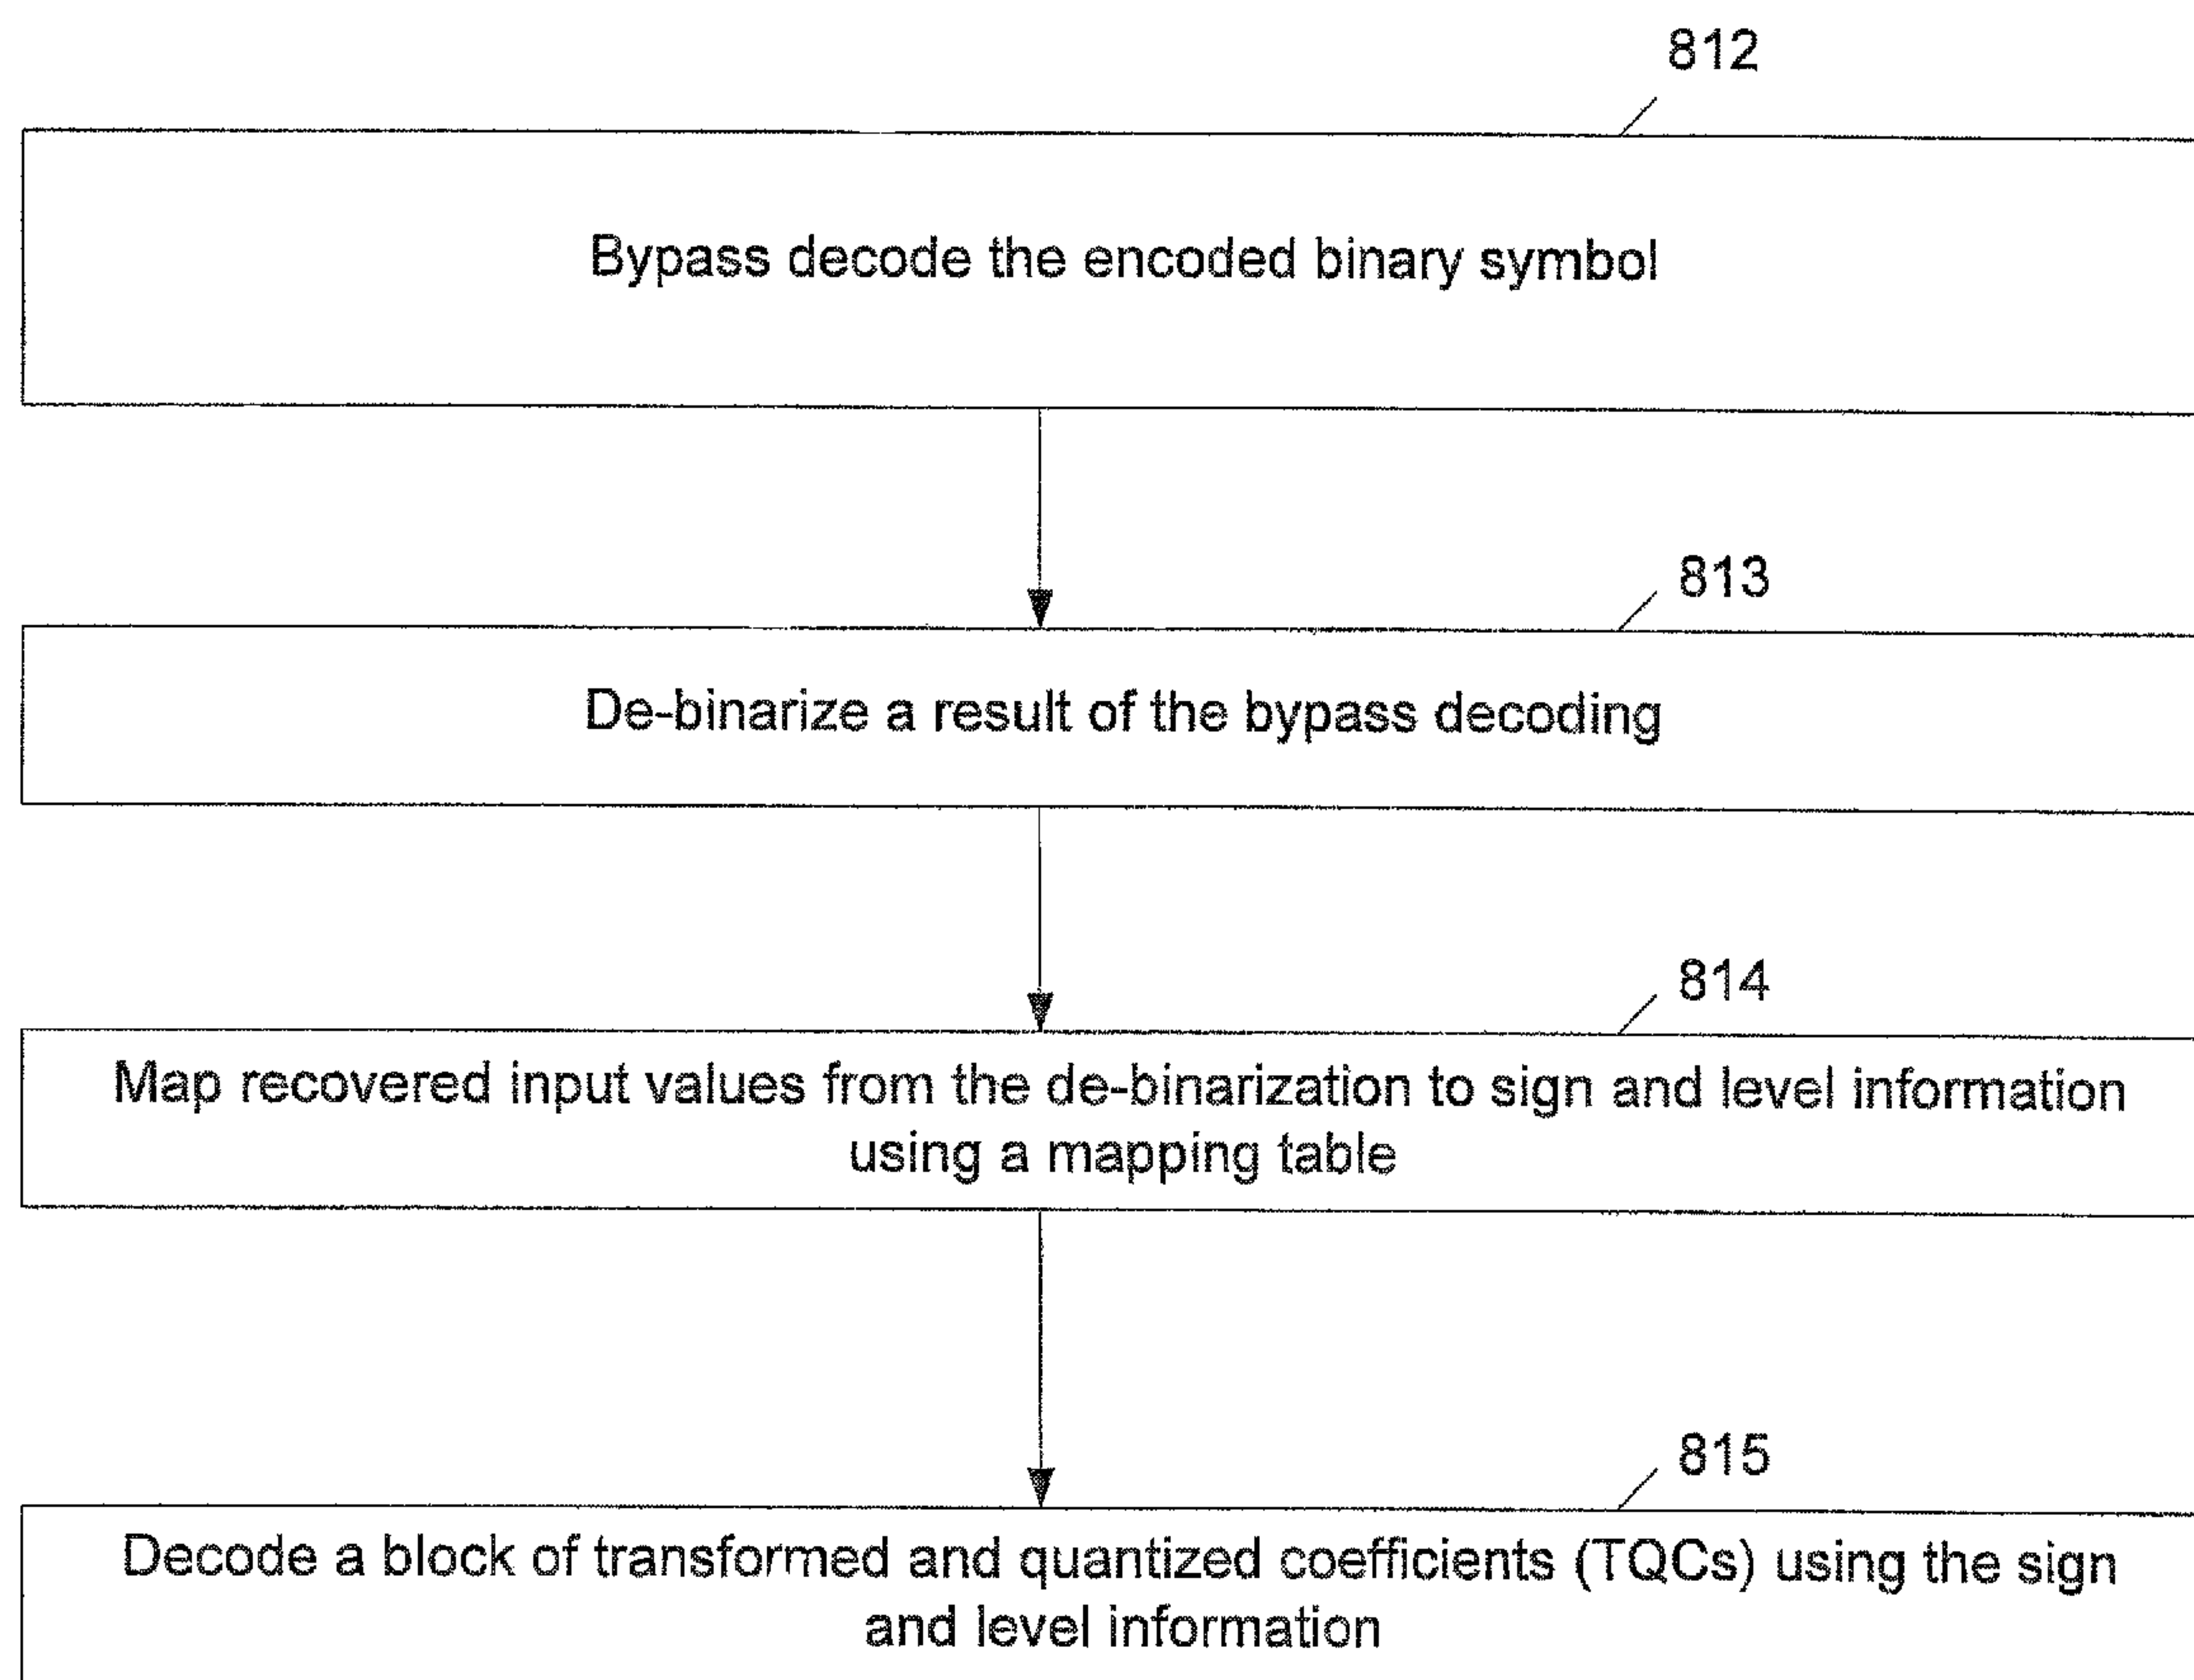 812
Bypass decode the encoded binary symbol
813
De-binarize a result of the bypass decoding
814
Map recovered input values from the de-binarization to sign and level information
using a mapping table
815
Decode a block of transformed and quantized coefficients (TQCs) using the sign
and level information